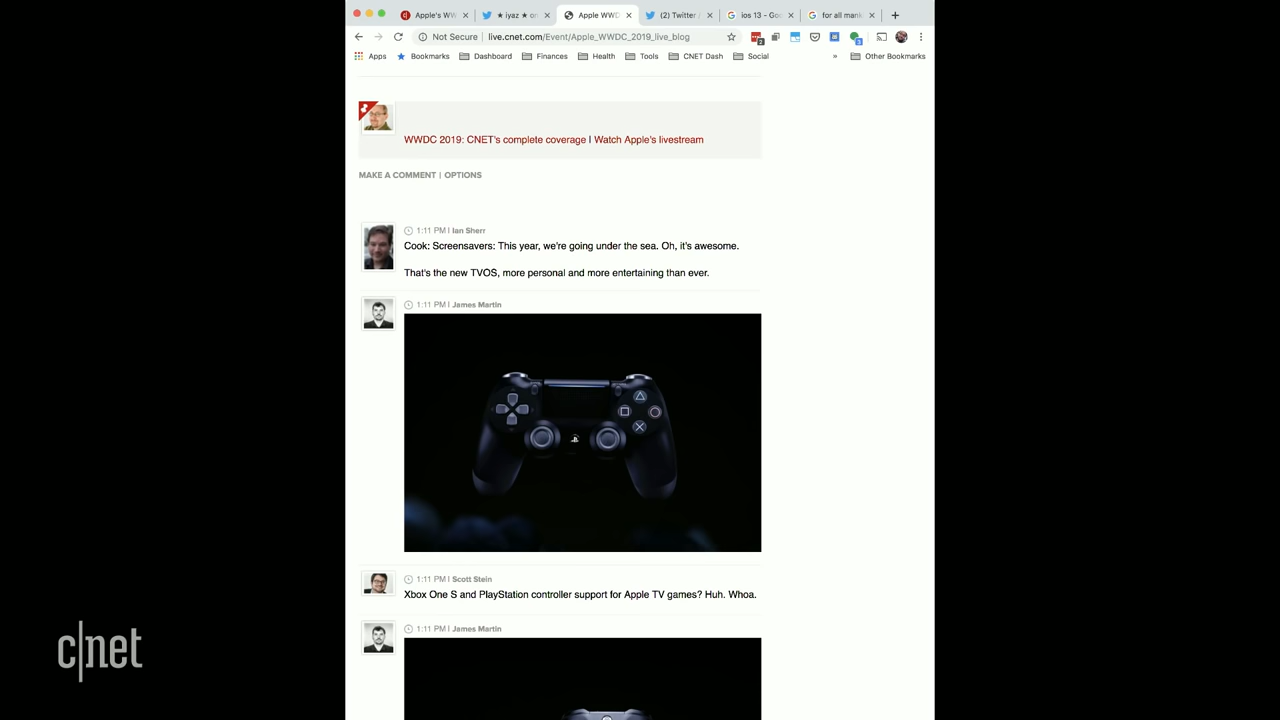 Apple's WW
★ iyaz ★ on
Apple WWD
(2) Twitter /
ios 13 - Goo
for all mank
Not Secure | live.cnet.com/Event/Apple_WWDC_2019_live_blog
Apps Bookmarks Dashboard Finances Health Tools CNET Dash Social » Other Bookmarks
WWDC 2019: CNET's complete coverage | Watch Apple's livestream
MAKE A COMMENT | OPTIONS
1:11 PM | Ian Sherr
Cook: Screensavers: This year, we're going under the sea. Oh, it's awesome.
That's the new TVOS, more personal and more entertaining than ever.
1:11 PM | James Martin
1:11 PM | Scott Stein
Xbox One S and PlayStation controller support for Apple TV games? Huh. Whoa.
1:11 PM | James Martin
c|net